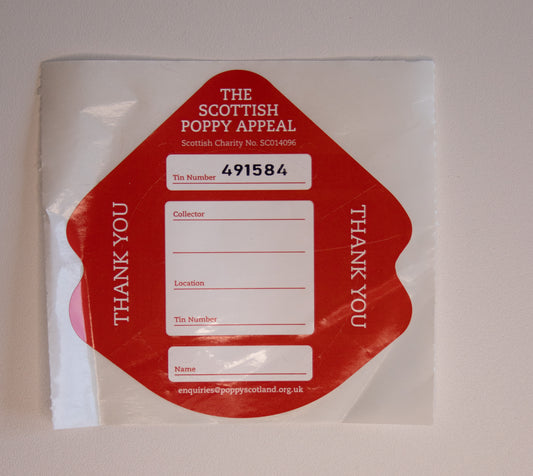 THE
SCOTTISH
POPPY APPEAL
Scottish Charity No. SC014096
Tin Number 491584
THANK YOU
Collector
Location
Tin Number
THANK YOU
Name
enquiries@poppyscotland.org.uk